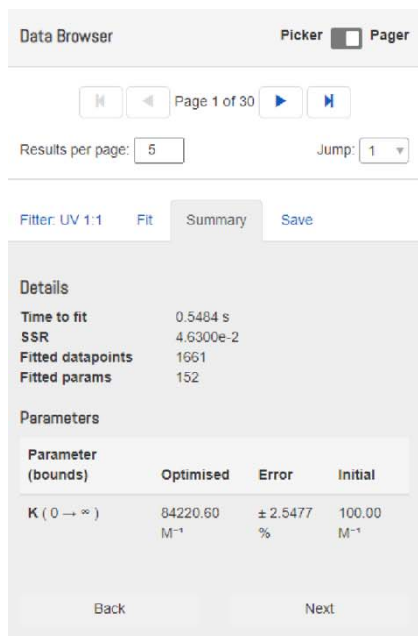 Data Browser Picker Pager
Page 1 of 30
Results per page: 5 Jump: 1
Fitter: UV 1:1 Fit Summary Save
Details
Time to fit 0.5484 s
SSR 4.6300e-2
Fitted datapoints 1661
Fitted params 152
Parameters
Parameter
(bounds) Optimised Error Initial
K ( 0 → ∞ ) 84220.60 ± 2.5477 100.00
M⁻¹ % M⁻¹
Back Next